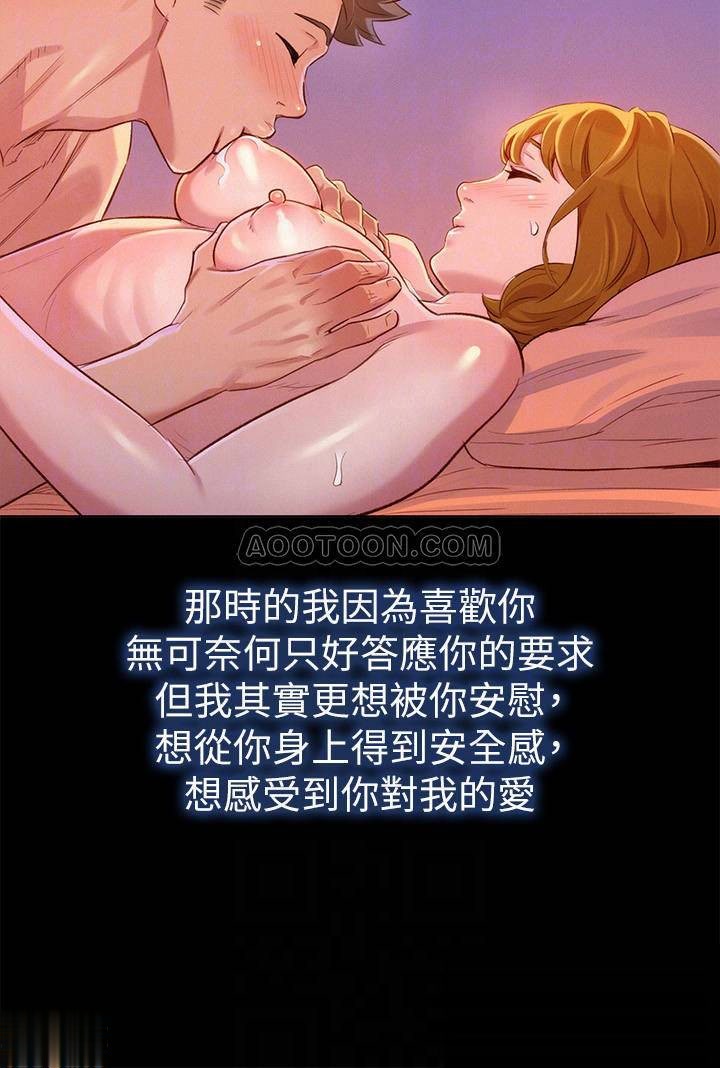 AOOTOON.COM
那時的我因為喜歡你
無可奈何只好答應你的要求
但我其實更想被你安慰，
想從你身上得到安全感，
想感受到你對我的愛